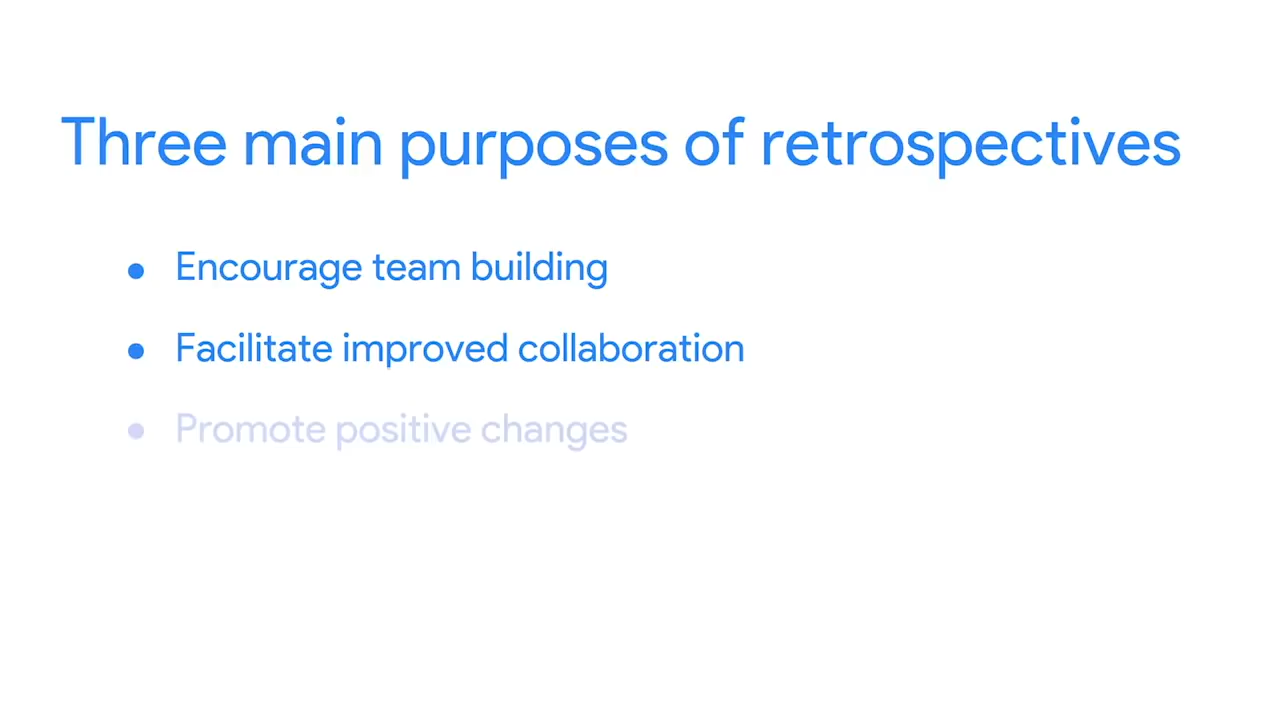 Three main purposes of retrospectives
● Encourage team building
● Facilitate improved collaboration
● Promote positive changes